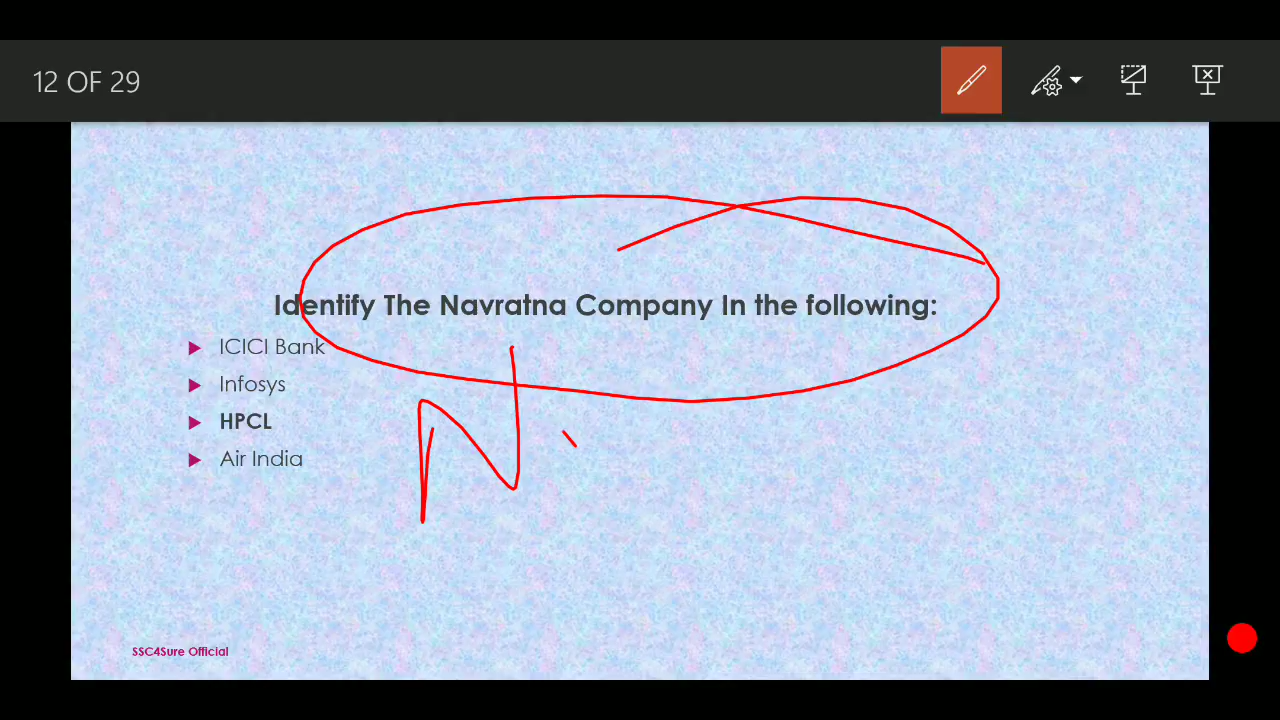 12 OF 29
Identify The Navratna Company In the following:
ICICI Bank
Infosys
HPCL
Air India
N
SSC4Sure Official